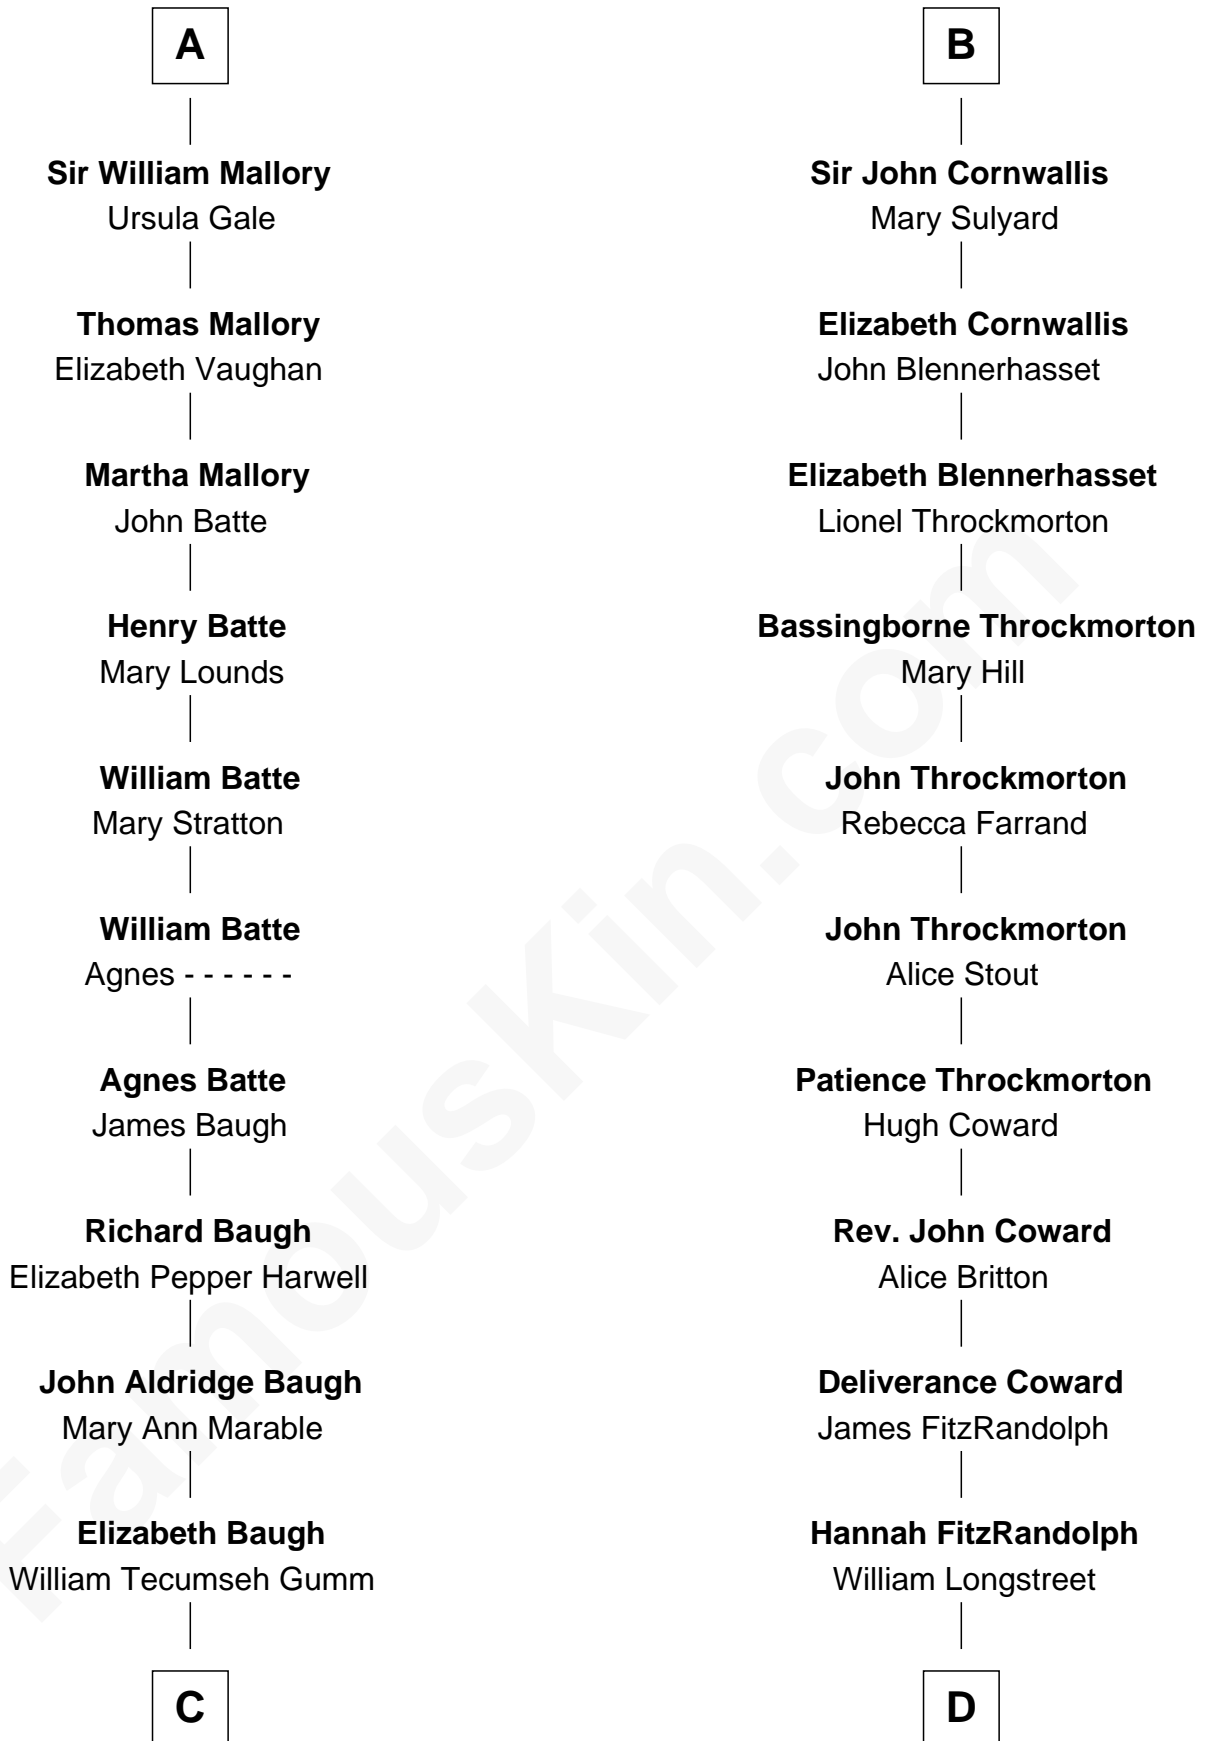 A
Sir William Mallory
Ursula Gale
Thomas Mallory
Elizabeth Vaughan
Martha Mallory
John Batte
Henry Batte
Mary Lounds
William Batte
Mary Stratton
William Batte
Agnes - - - - - -
Agnes Batte
James Baugh
Richard Baugh
Elizabeth Pepper Harwell
John Aldridge Baugh
Mary Ann Marable
Elizabeth Baugh
William Tecumseh Gumm
C
B
Sir John Cornwallis
Mary Sulyard
Elizabeth Cornwallis
John Blennerhasset
Elizabeth Blennerhasset
Lionel Throckmorton
Bassingborne Throckmorton
Mary Hill
John Throckmorton
Rebecca Farrand
John Throckmorton
Alice Stout
Patience Throckmorton
Hugh Coward
Rev. John Coward
Alice Britton
Deliverance Coward
James FitzRandolph
Hannah FitzRandolph
William Longstreet
D
FamousKin.com